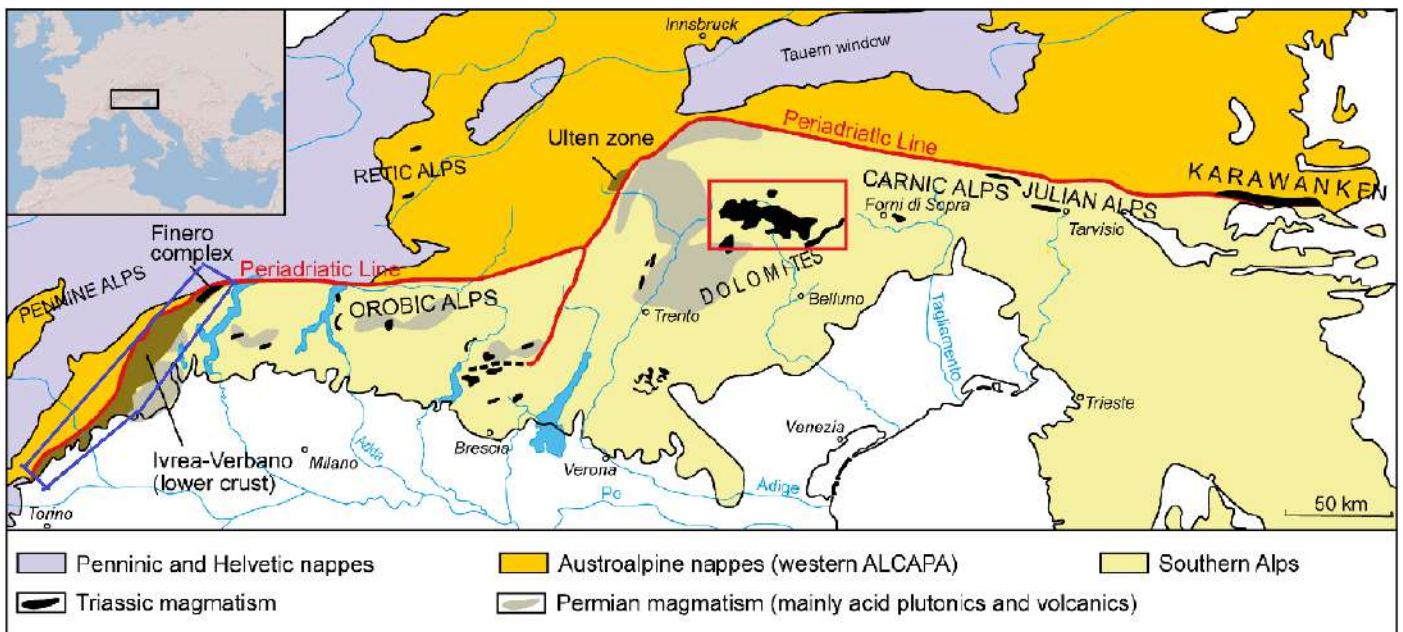 Innsbruck
Tauern window
Ulten zone
Periadriatic Line
RETIC ALPS
CARNIC ALPS
JULIAN ALPS
KARAWANKEN
Forni di Sopra
Tarvisio
Finero
complex
Periadriatic Line
PENNINE ALPS
OROBIC ALPS
DOLOMITES
Trento
Belluno
Tagliamento
Trieste
Venezia
Ivrea-Verbano
(lower crust)
Milano
Adda
Brescia
Verona
Po
Adige
Torino
50 km
Penninic and Helvetic nappes
Austroalpine nappes (western ALCAPA)
Southern Alps
Triassic magmatism
Permian magmatism (mainly acid plutonics and volcanics)